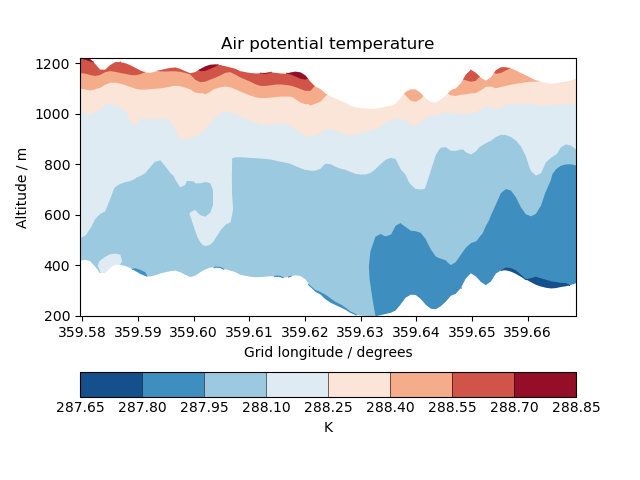 Air potential temperature
Altitude / m
1200
1000
800
600
400
200
359.58 359.59 359.60 359.61 359.62 359.63 359.64 359.65 359.66
Grid longitude / degrees
287.65 287.80 287.95 288.10 288.25 288.40 288.55 288.70 288.85
K